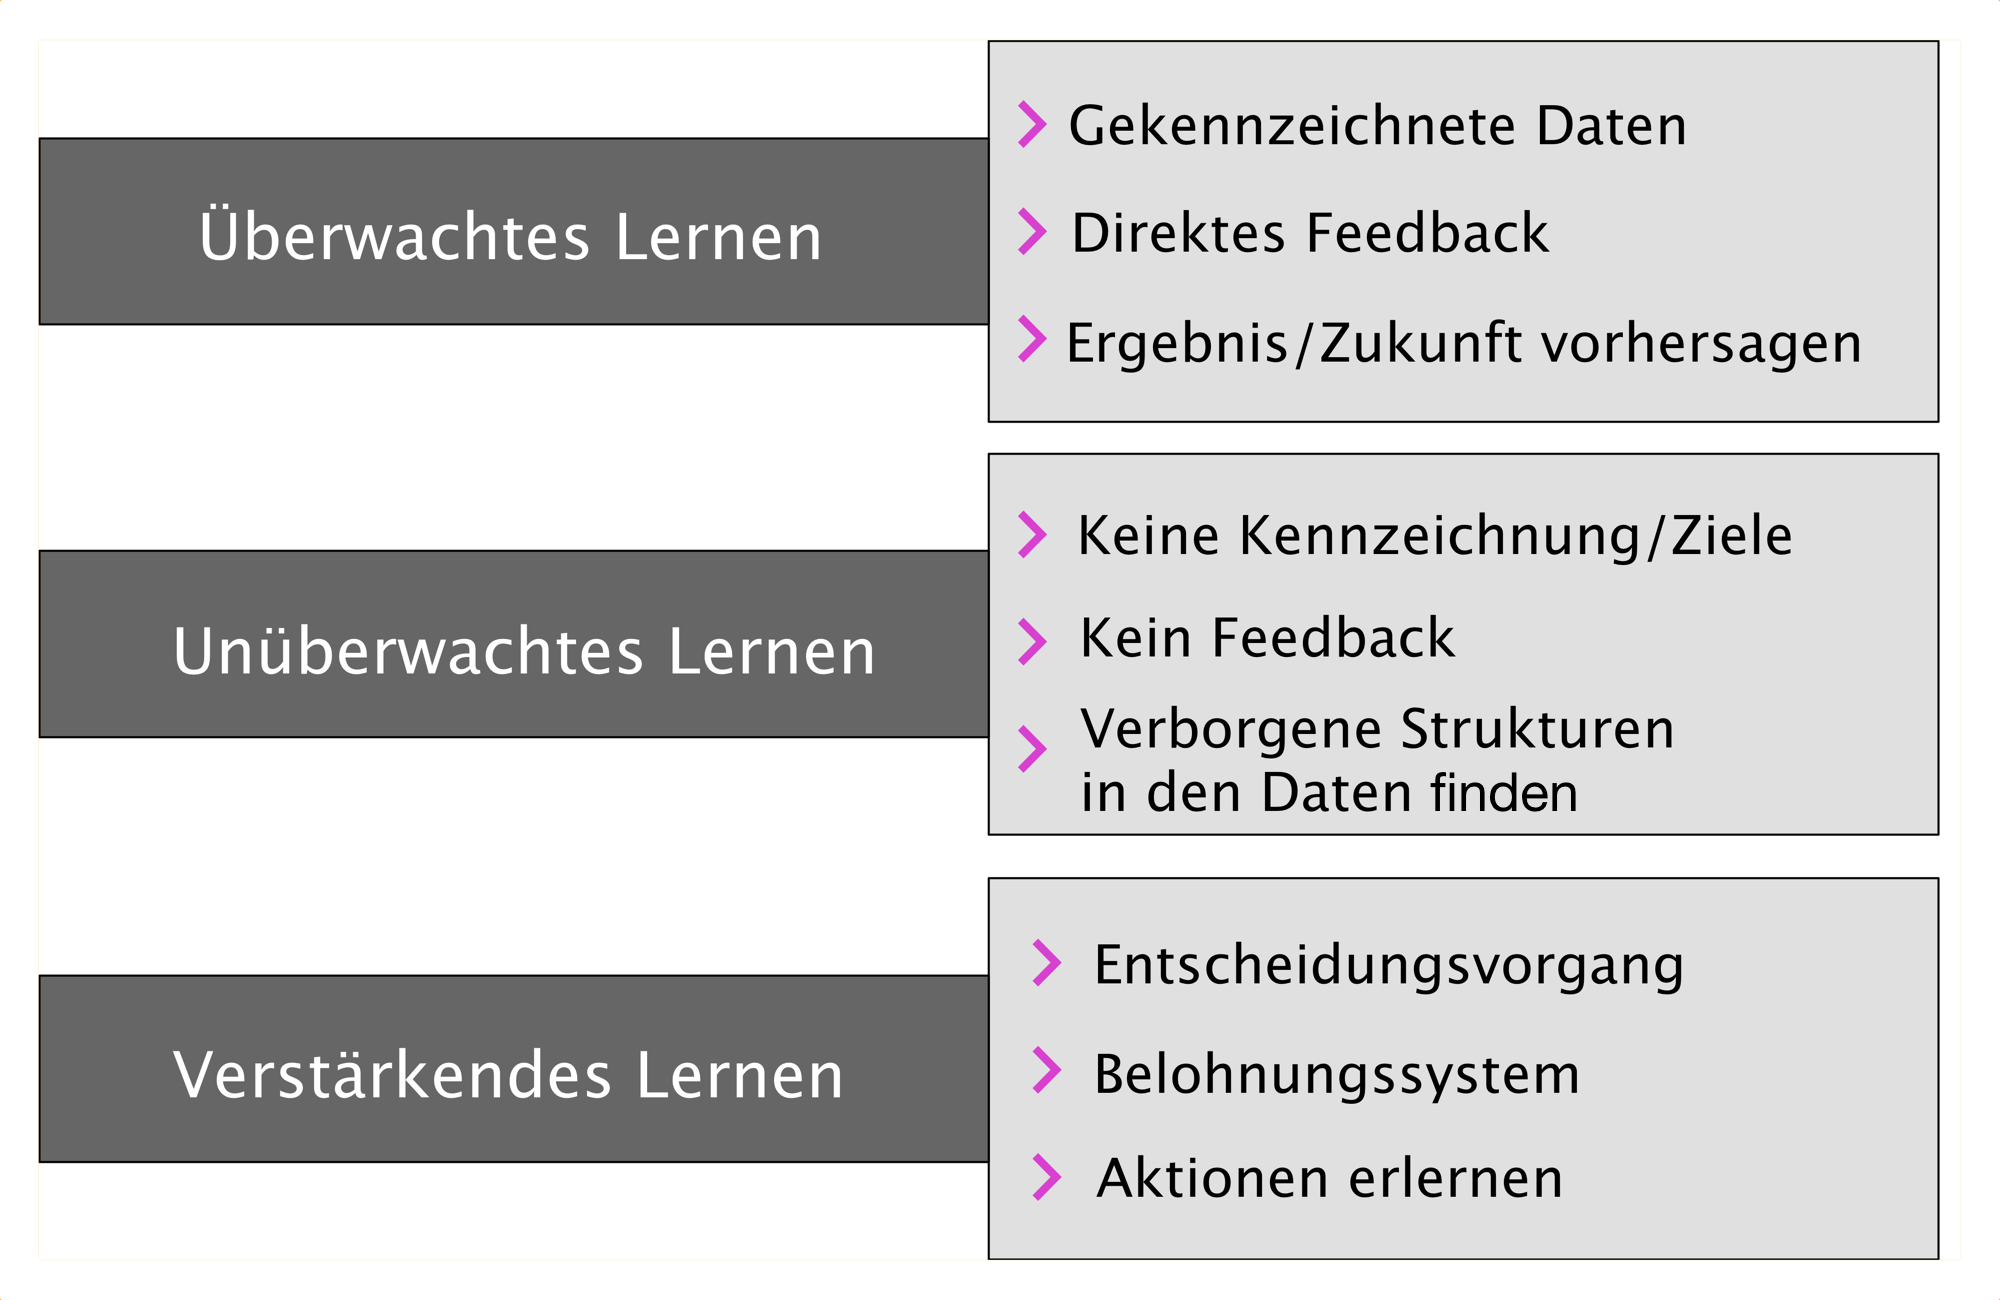 Überwachtes Lernen
Gekennzeichnete Daten
Direktes Feedback
Ergebnis/Zukunft vorhersagen
Unüberwachtes Lernen
Keine Kennzeichnung/Ziele
Kein Feedback
Verborgene Strukturen
in den Daten finden
Verstärkendes Lernen
Entscheidungsvorgang
Belohnungssystem
Aktionen erlernen